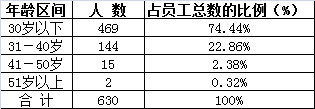 年龄区间 人 数 占员工总数的比例（%）
30岁以下 469 74.44%
31－40岁 144 22.86%
41－50岁 15 2.38%
51岁以上 2 0.32%
合 计 630 100%